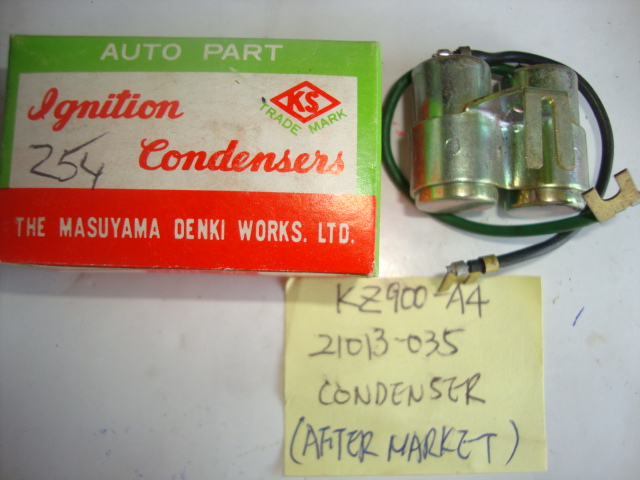 AUTO PART
Ignition
KS
TRADE MARK
254
Condensers
THE MASUYAMA DENKI WORKS. LTD.
KZ900-A4
21013-035
CONDENSER
(AFTER MARKET)